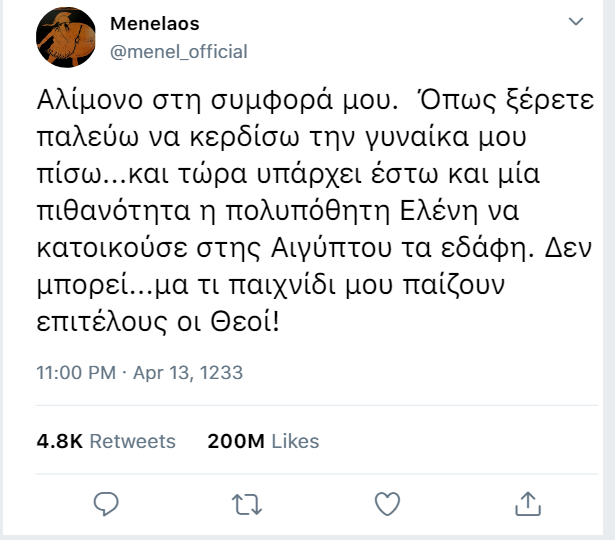 Menelaos
@menel_official
Αλίμονο στη συμφορά μου.  Όπως ξέρετε
παλεύω να κερδίσω την γυναίκα μου
πίσω...και τώρα υπάρχει έστω και μία
πιθανότητα η πολυπόθητη Ελένη να
κατοικούσε στης Αιγύπτου τα εδάφη. Δεν
μπορεί...μα τι παιχνίδι μου παίζουν
επιτέλους οι Θεοί!
11:00 PM · Apr 13, 1233
4.8K Retweets 200M Likes